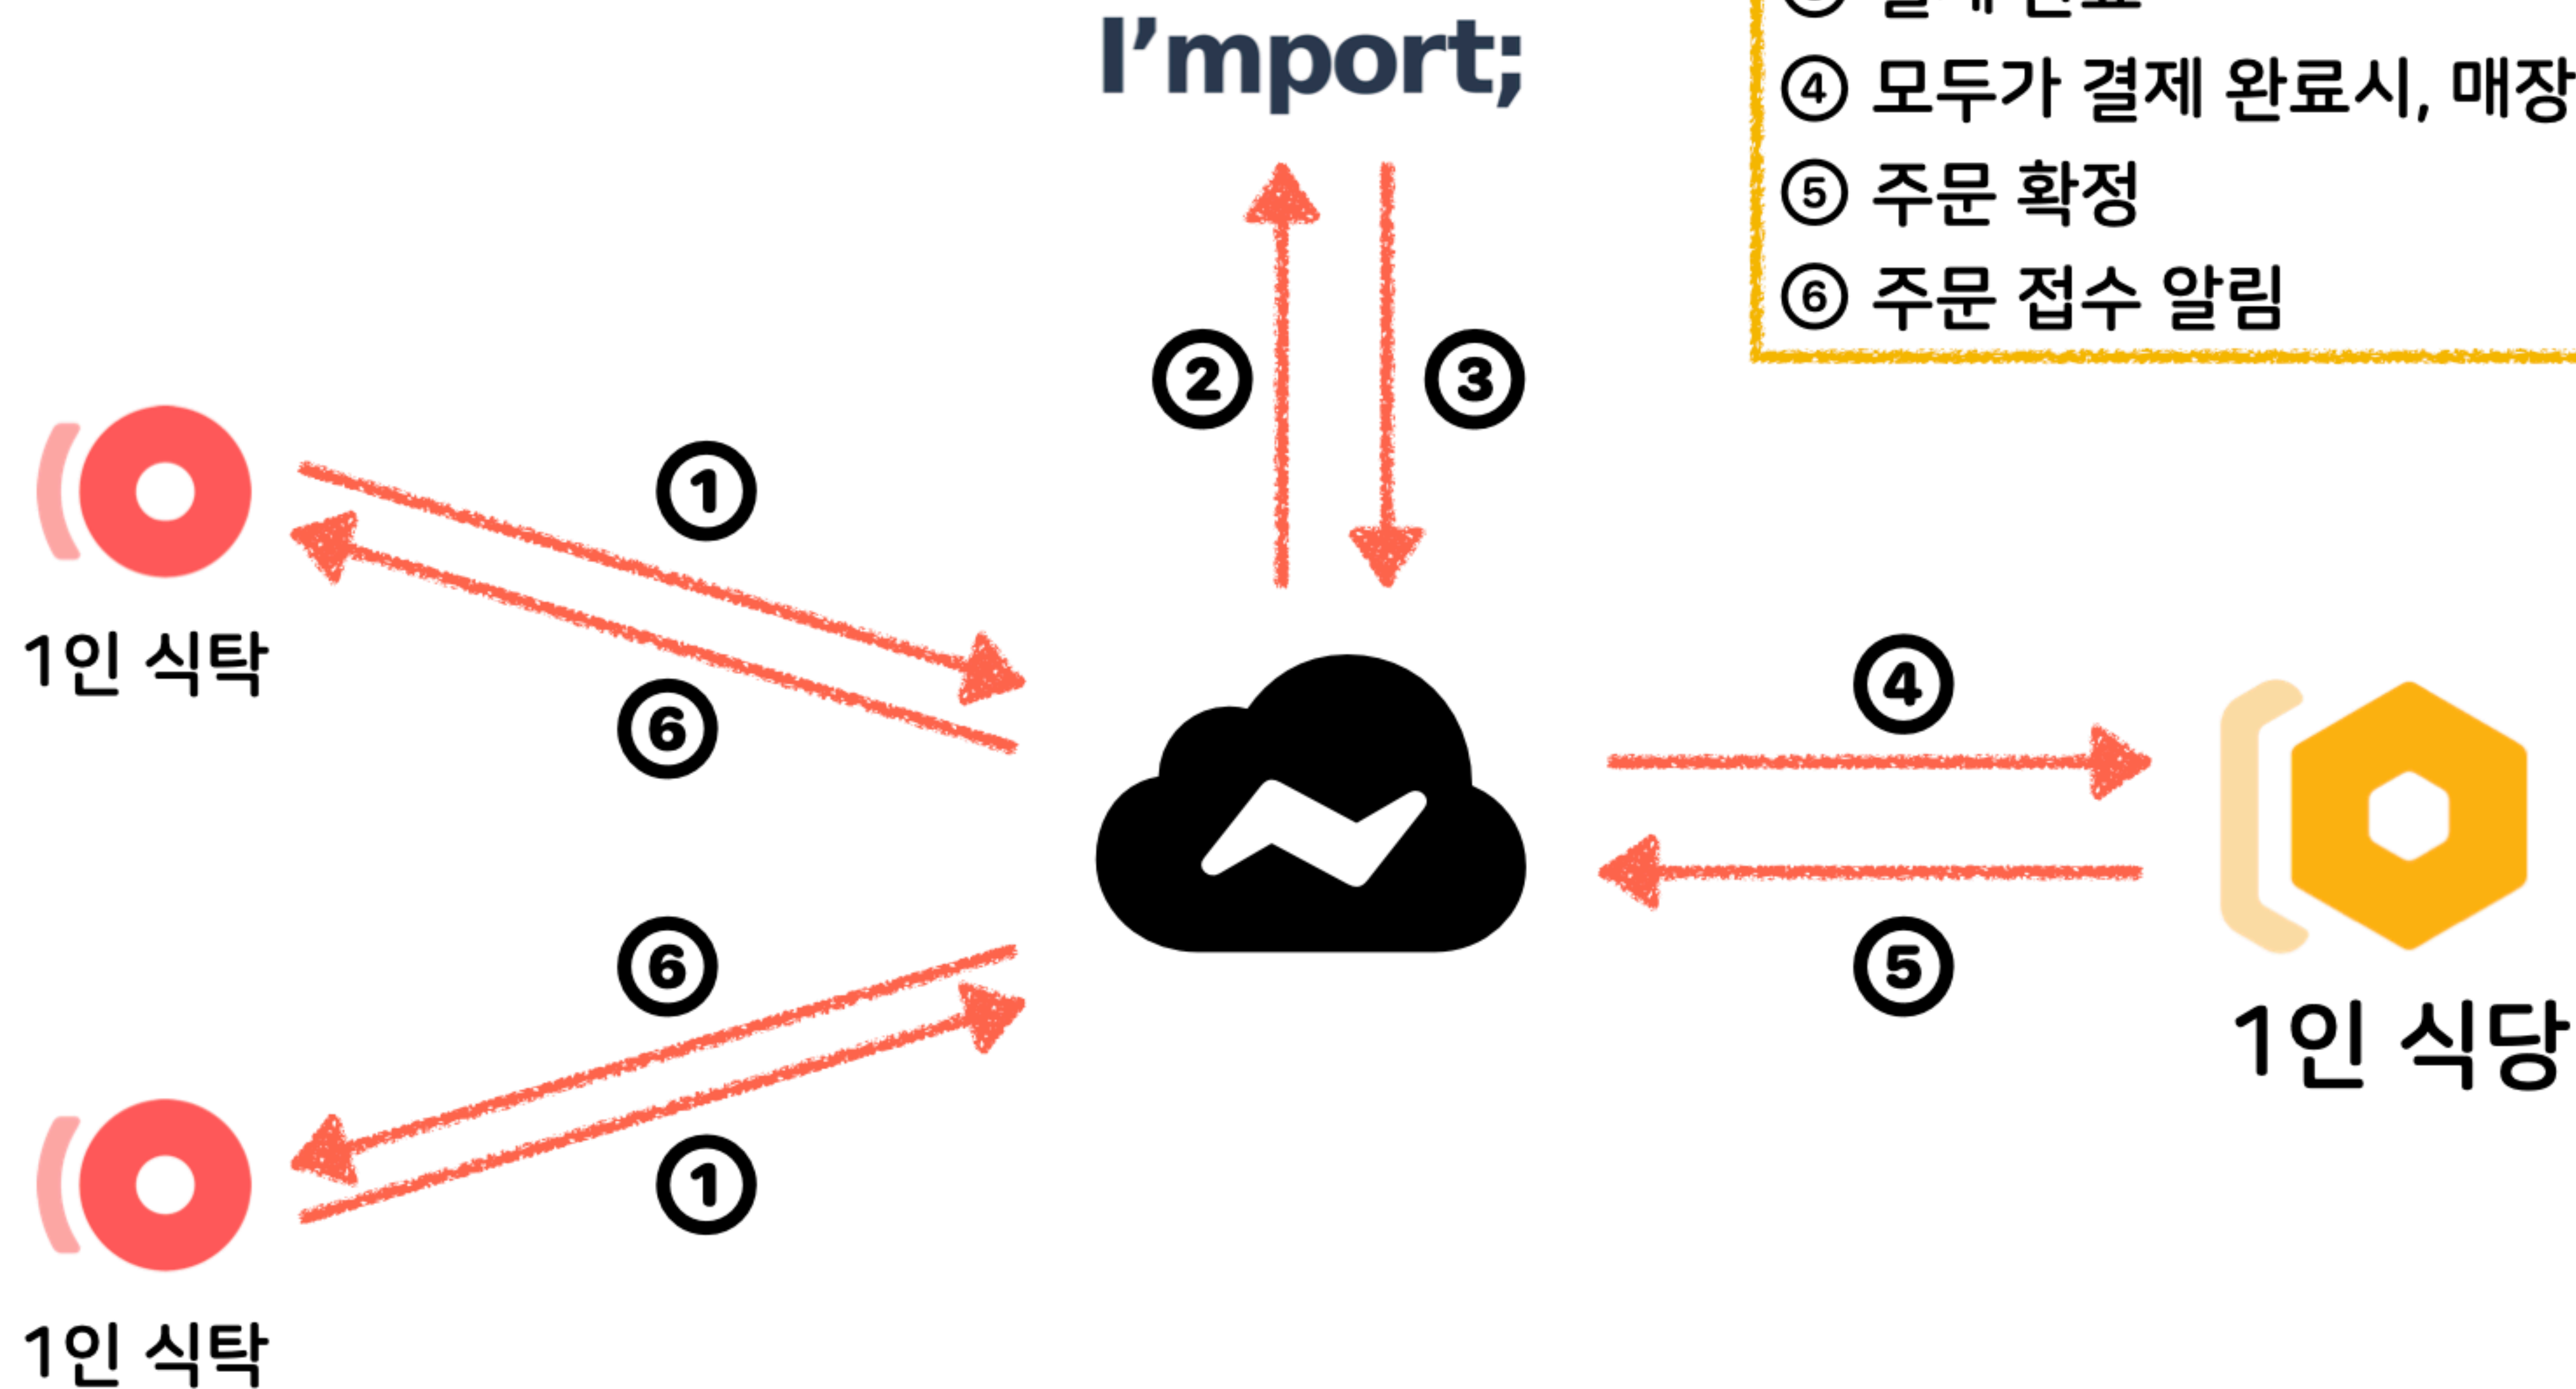 I'mport;
④ 모두가 결제 완료시, 매장
⑤ 주문 확정
⑥ 주문 접수 알림
② ③
①
1인 식탁
⑥
④
⑥
⑤
1인 식당
①
1인 식탁